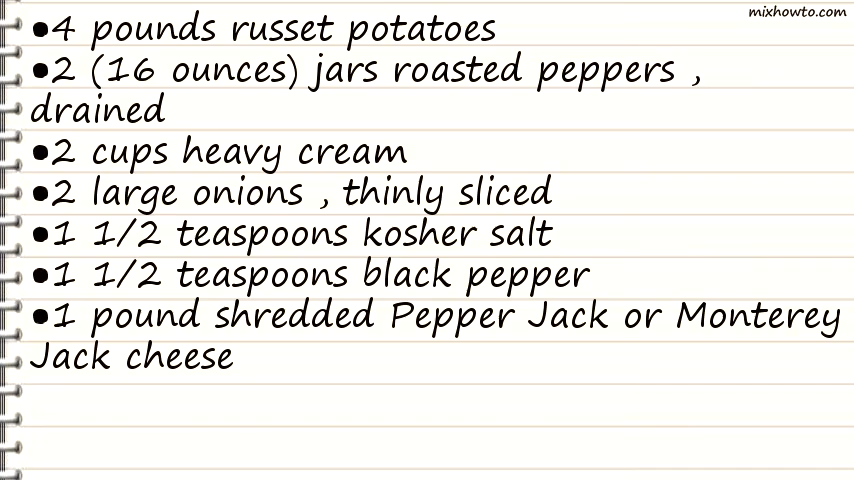 mixhowto.com
•4 pounds russet potatoes
•2 (16 ounces) jars roasted peppers ,
drained
•2 cups heavy cream
•2 large onions , thinly sliced
•1 1/2 teaspoons kosher salt
•1 1/2 teaspoons black pepper
•1 pound shredded Pepper Jack or Monterey
Jack cheese